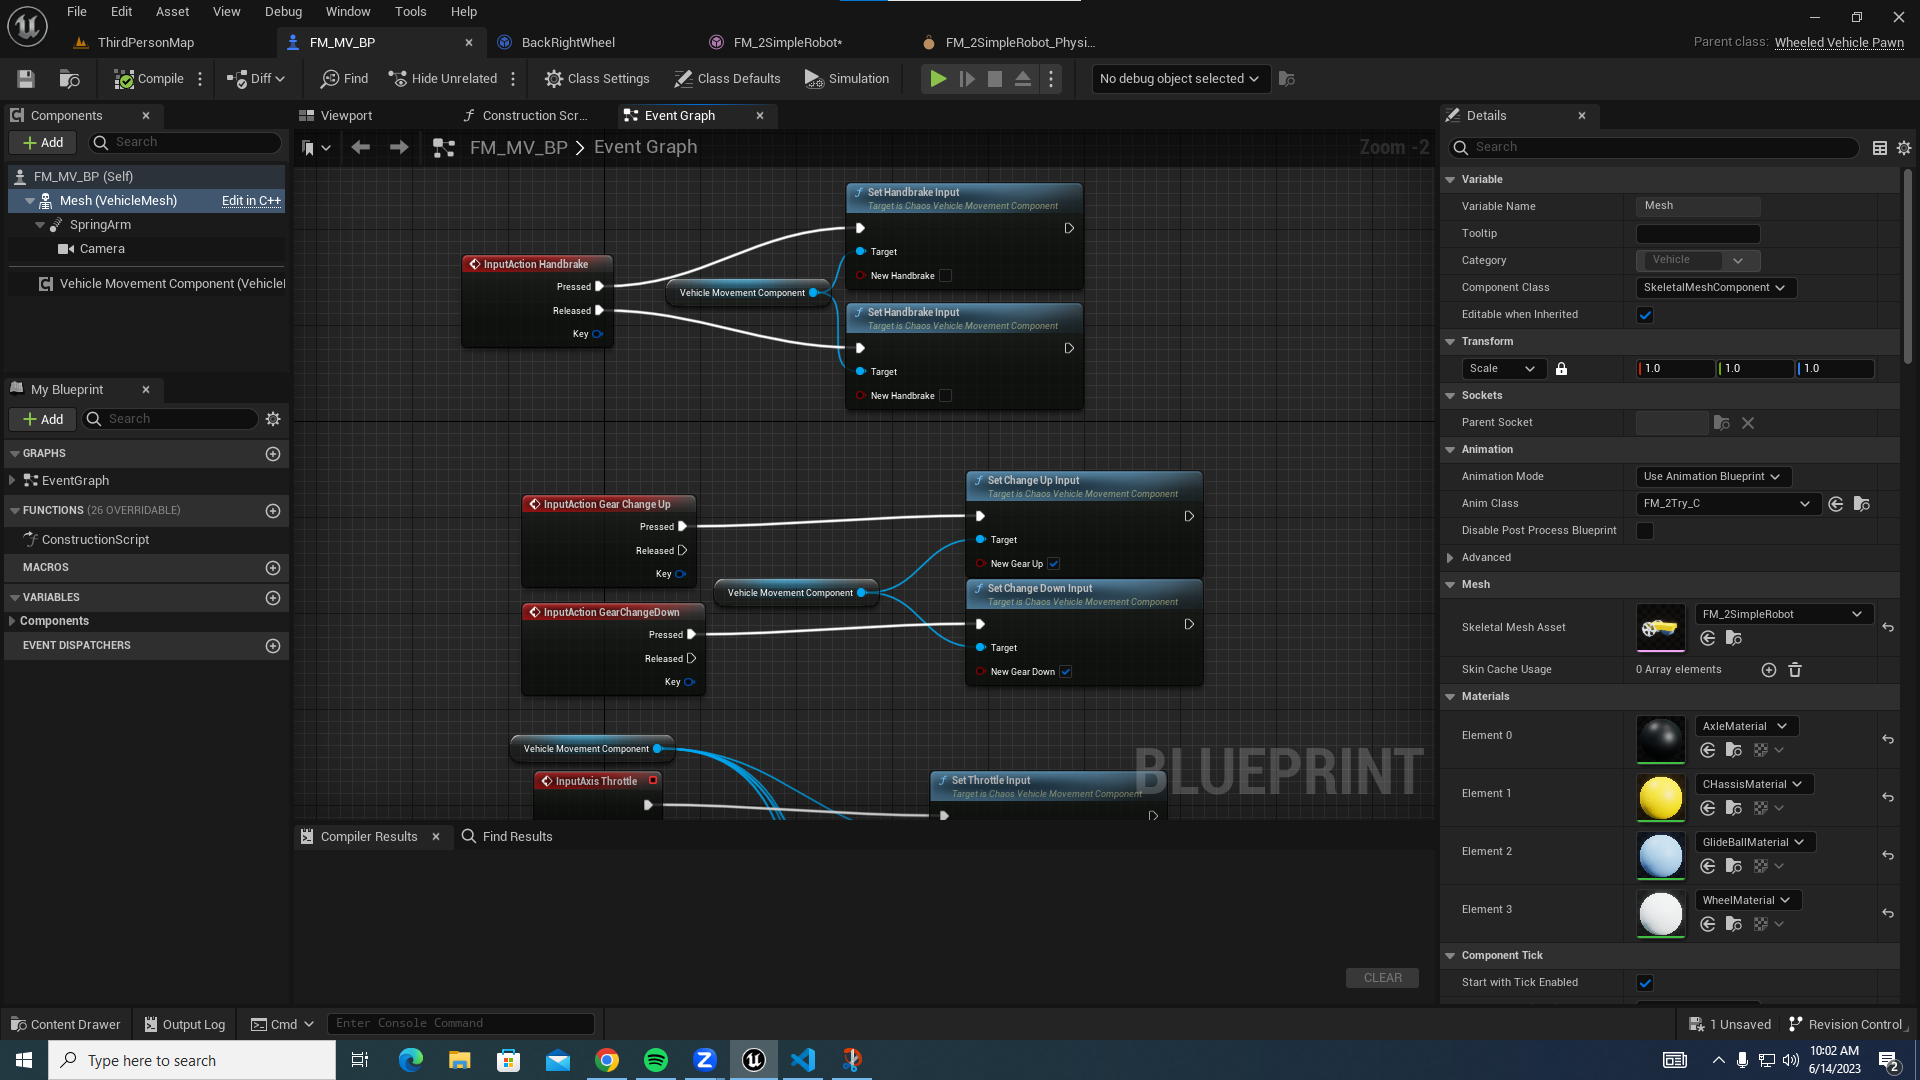 File Edit Asset View Debug Window Tools Help
ThirdPersonMap FM_MV_BP BackRightWheel FM_2SimpleRobot* FM_2SimpleRobot_Physi...
Parent class: Wheeled Vehicle Pawn
Compile Diff Find Hide Unrelated Class Settings Class Defaults Simulation No debug object selected
Components
Add Search
FM_MV_BP (Self)
Mesh (VehicleMesh) Edit in C++
SpringArm
Camera
Vehicle Movement Component (Vehicle
My Blueprint
Add Search
GRAPHS
EventGraph
FUNCTIONS (26 OVERRIDABLE)
ConstructionScript
MACROS
VARIABLES
Components
EVENT DISPATCHERS
Viewport Construction Scr... Event Graph
FM_MV_BP > Event Graph Zoom -2
Set Handbrake Input
Target is Chaos Vehicle Movement Component
Target
New Handbrake
InputAction Handbrake
Pressed
Released
Key
Vehicle Movement Component
Set Handbrake Input
Target is Chaos Vehicle Movement Component
Target
New Handbrake
InputAction Gear Change Up
Pressed
Released
Key
Set Change Up Input
Target is Chaos Vehicle Movement Component
Target
New Gear Up
Vehicle Movement Component
InputAction GearChangeDown
Pressed
Released
Key
Set Change Down Input
Target is Chaos Vehicle Movement Component
Target
New Gear Down
Vehicle Movement Component
InputAxis Throttle
Set Throttle Input
Target is Chaos Vehicle Movement Component
BLUEPRINT
Compiler Results Find Results
CLEAR
Details
Search
Variable
Variable Name Mesh
Tooltip
Category Vehicle
Component Class SkeletalMeshComponent
Editable when Inherited
Transform
Scale 1.0 1.0 1.0
Sockets
Parent Socket
Animation
Animation Mode Use Animation Blueprint
Anim Class FM_2Try_C
Disable Post Process Blueprint
Advanced
Mesh
Skeletal Mesh Asset FM_2SimpleRobot
Skin Cache Usage 0 Array elements
Materials
Element 0 AxleMaterial
Element 1 CHassisMaterial
Element 2 GlideBallMaterial
Element 3 WheelMaterial
Component Tick
Start with Tick Enabled
Content Drawer Output Log Cmd Enter Console Command 1 Unsaved Revision Control
Type here to search
10:02 AM
6/14/2023
2